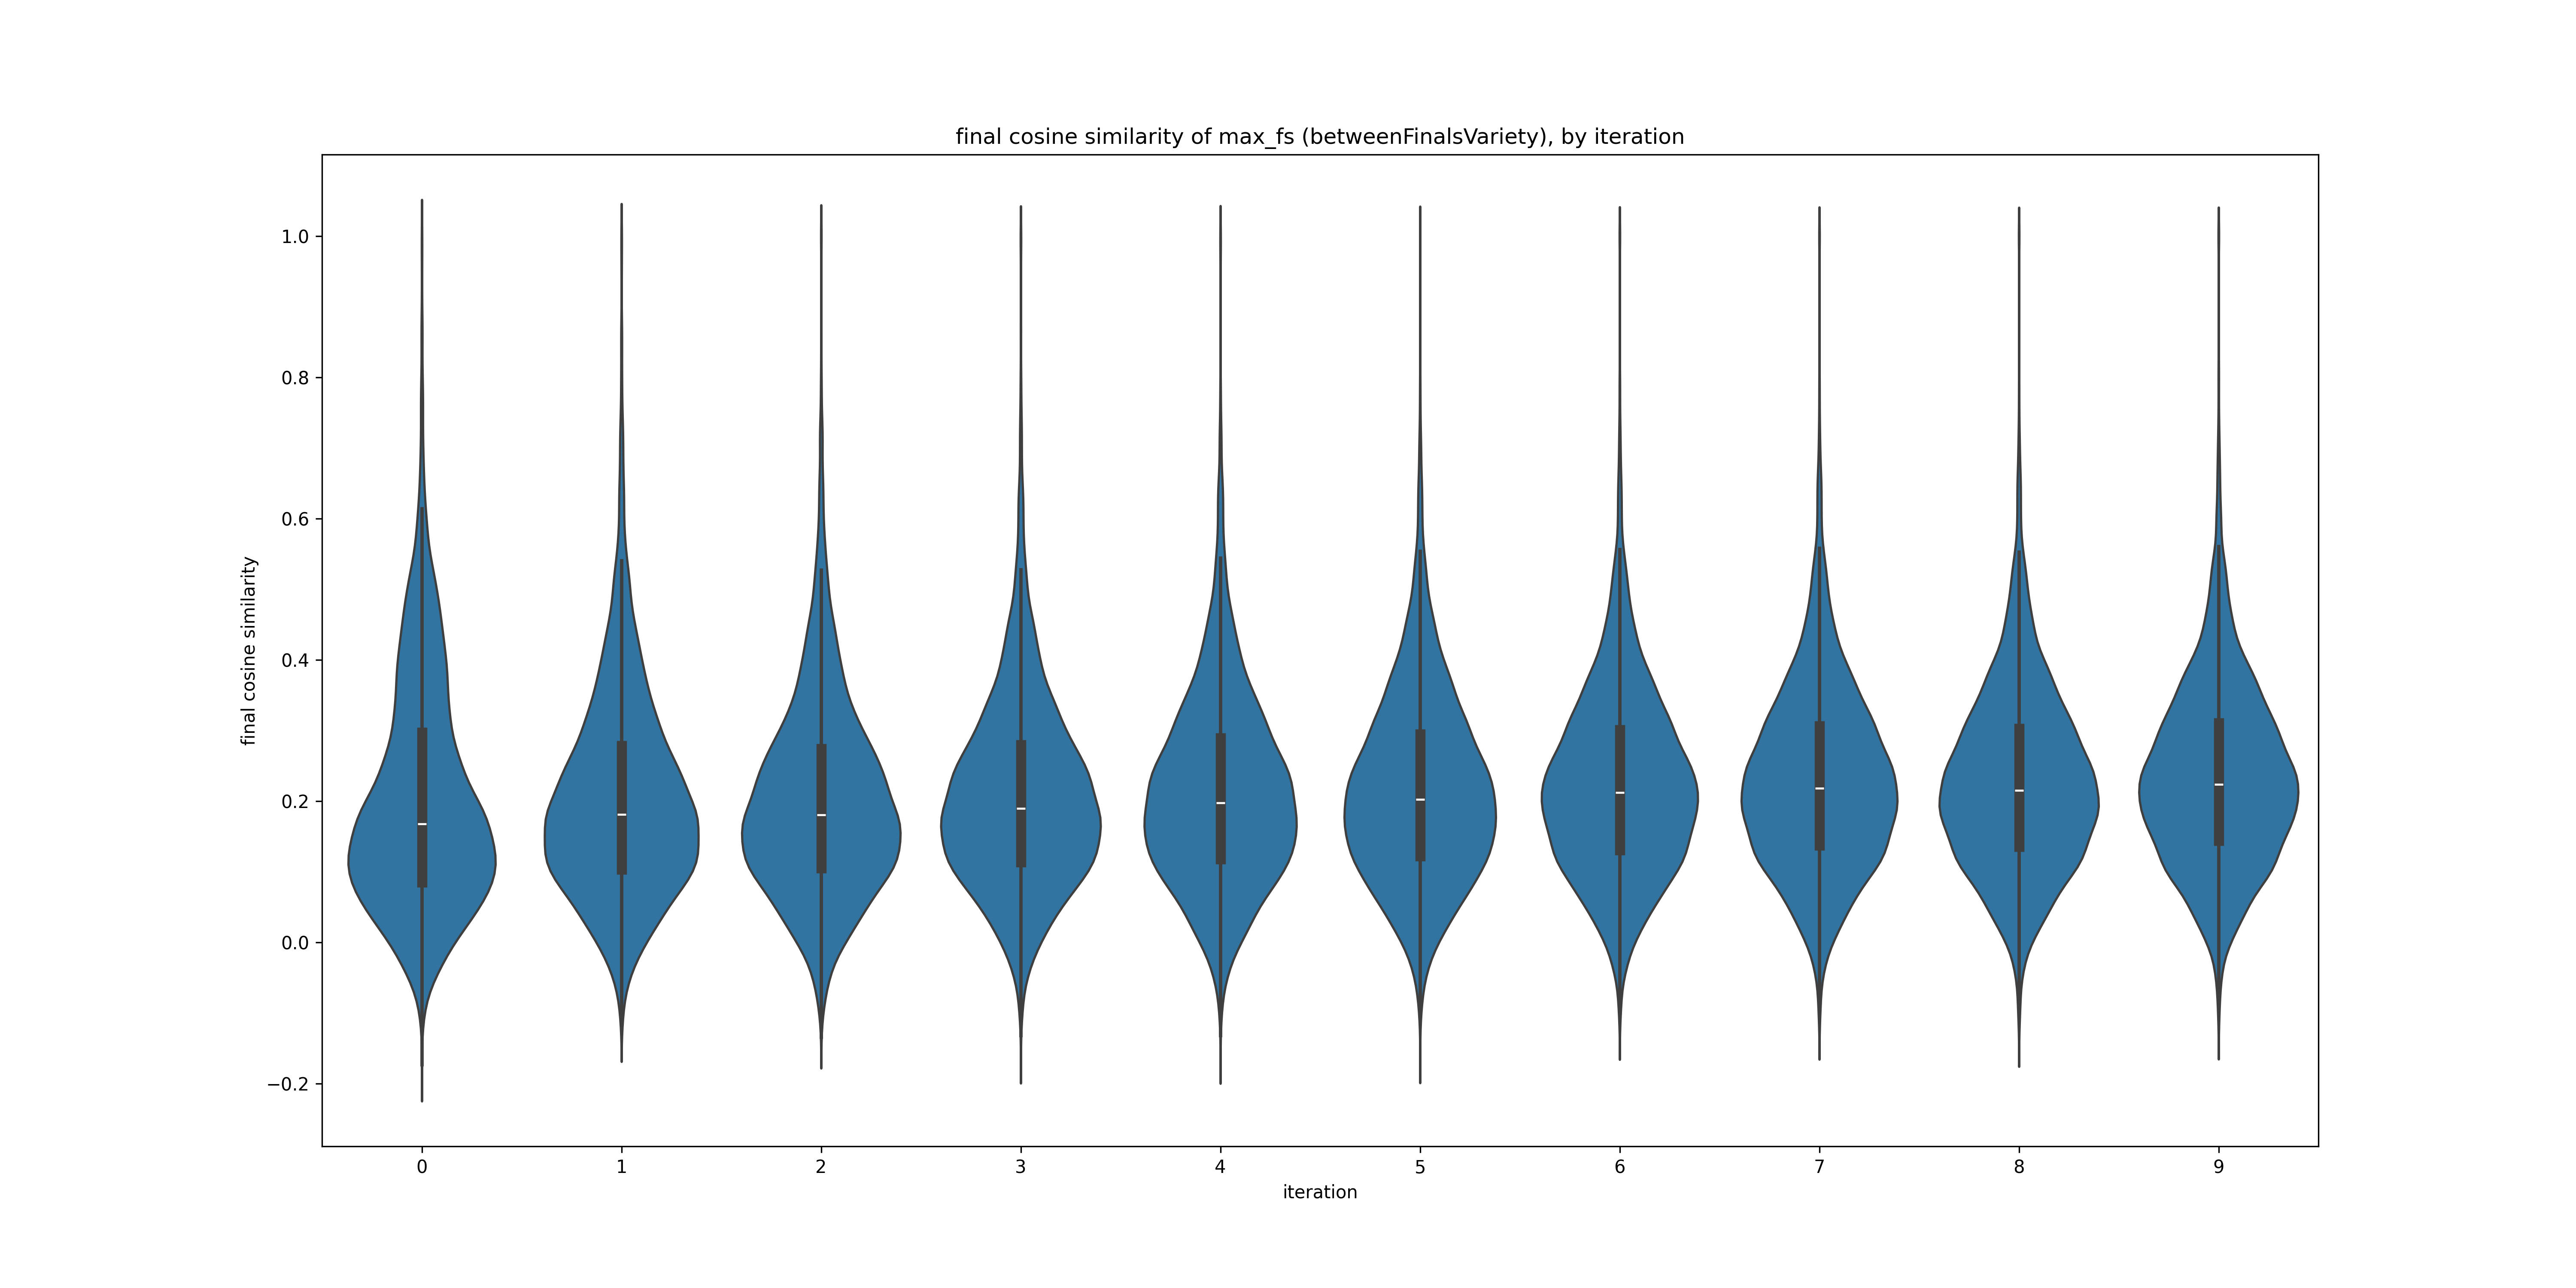 final cosine similarity of max_fs (betweenFinalsVariety), by iteration
1.0
0.8
0.6
0.4
0.2
0.0
−0.2
final cosine similarity
0 1 2 3 4 5 6 7 8 9
iteration